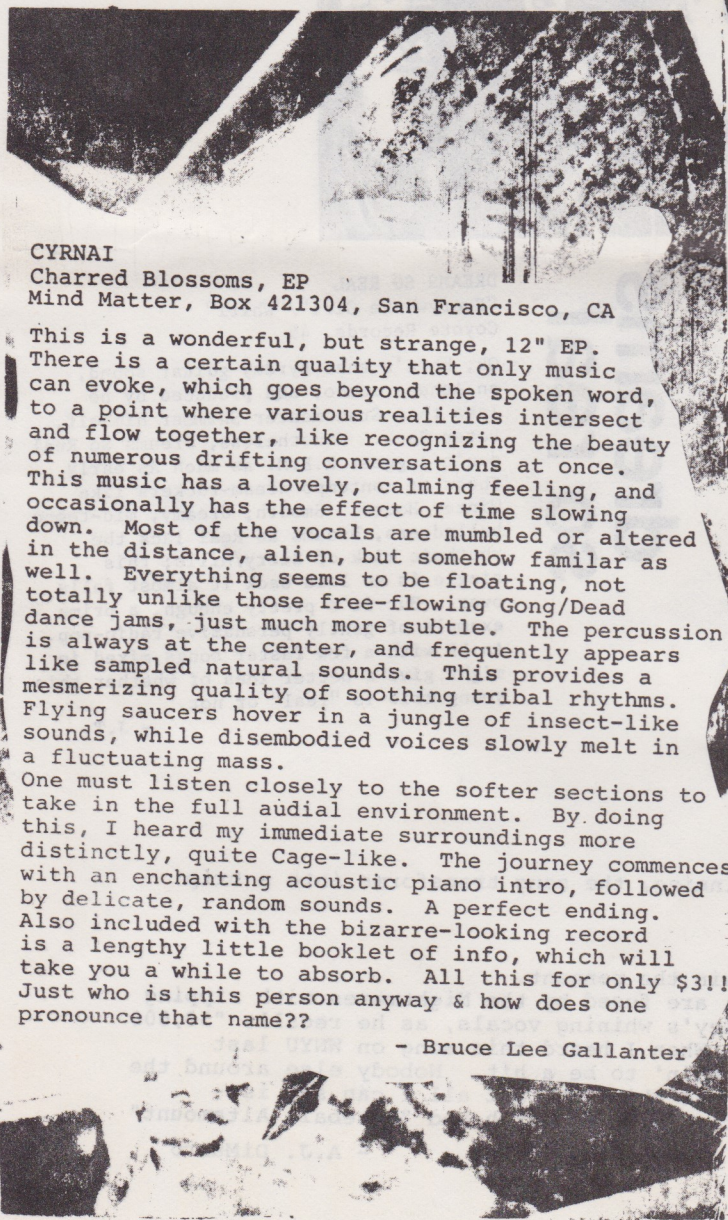 CYRNAI
Charred Blossoms, EP
Mind Matter, Box 421304, San Francisco, CA
This is a wonderful, but strange, 12" EP.
There is a certain quality that only music
can evoke, which goes beyond the spoken word,
to a point where various realities intersect
and flow together, like recognizing the beauty
of numerous drifting conversations at once.
This music has a lovely, calming feeling, and
occasionally has the effect of time slowing
down. Most of the vocals are mumbled or altered
in the distance, alien, but somehow familar as
well. Everything seems to be floating, not
totally unlike those free-flowing Gong/Dead
dance jams, just much more subtle. The percussion
is always at the center, and frequently appears
like sampled natural sounds. This provides a
mesmerizing quality of soothing tribal rhythms.
Flying saucers hover in a jungle of insect-like
sounds, while disembodied voices slowly melt in
a fluctuating mass.
One must listen closely to the softer sections to
take in the full audial environment. By doing
this, I heard my immediate surroundings more
distinctly, quite Cage-like. The journey commences
with an enchanting acoustic piano intro, followed
by delicate, random sounds. A perfect ending.
Also included with the bizarre-looking record
is a lengthy little booklet of info, which will
take you a while to absorb. All this for only $3!!
Just who is this person anyway & how does one
pronounce that name??
- Bruce Lee Gallanter